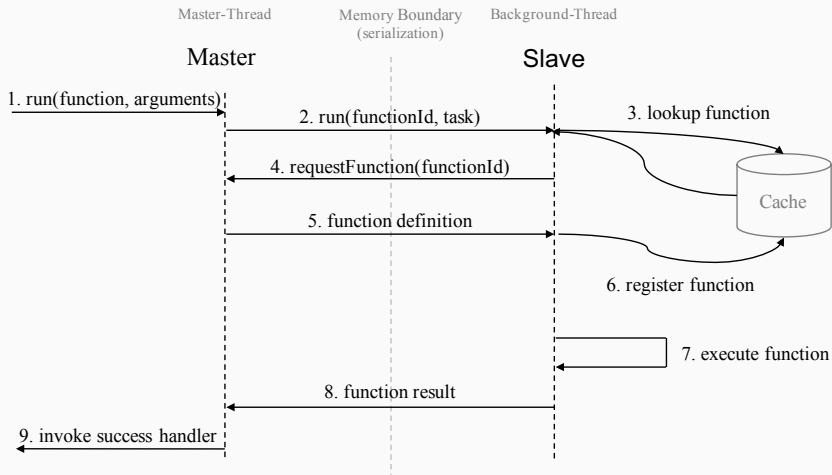 Master-Thread
Memory Boundary
(serialization)
Background-Thread
Master
Slave
1. run(function, arguments)
2. run(functionId, task)
3. lookup function
4. requestFunction(functionId)
Cache
5. function definition
6. register function
7. execute function
8. function result
9. invoke success handler